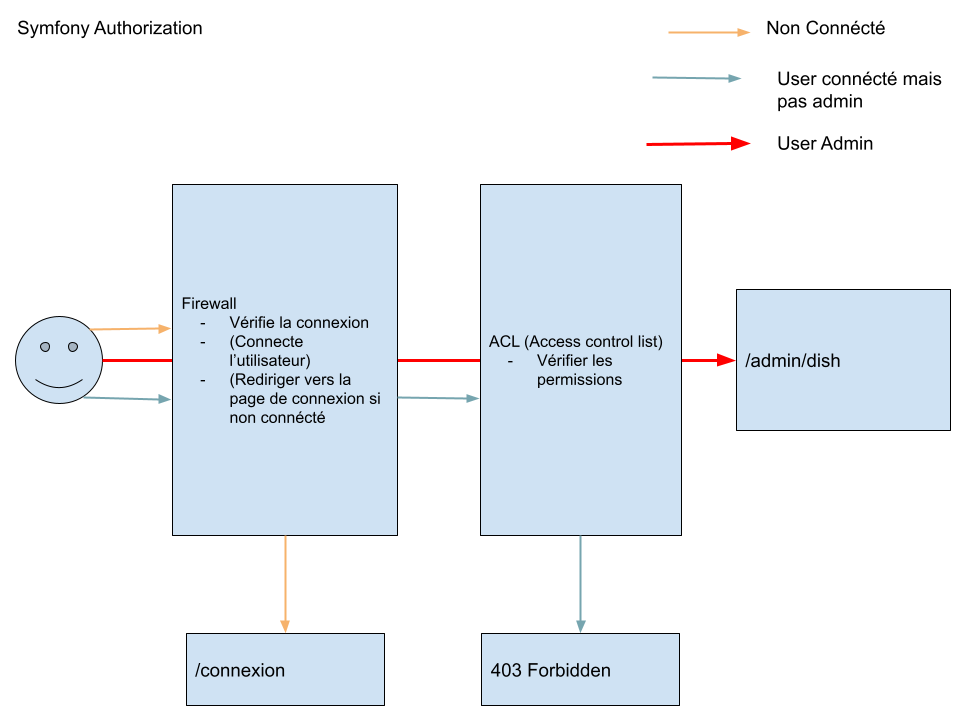 Symfony Authorization
Non Connécté
User connécté mais
pas admin
User Admin
Firewall
- Vérifie la connexion
- (Connecte
l’utilisateur)
- (Rediriger vers la
page de connexion si
non connécté
ACL (Access control list)
- Vérifier les
permissions
/admin/dish
/connexion
403 Forbidden